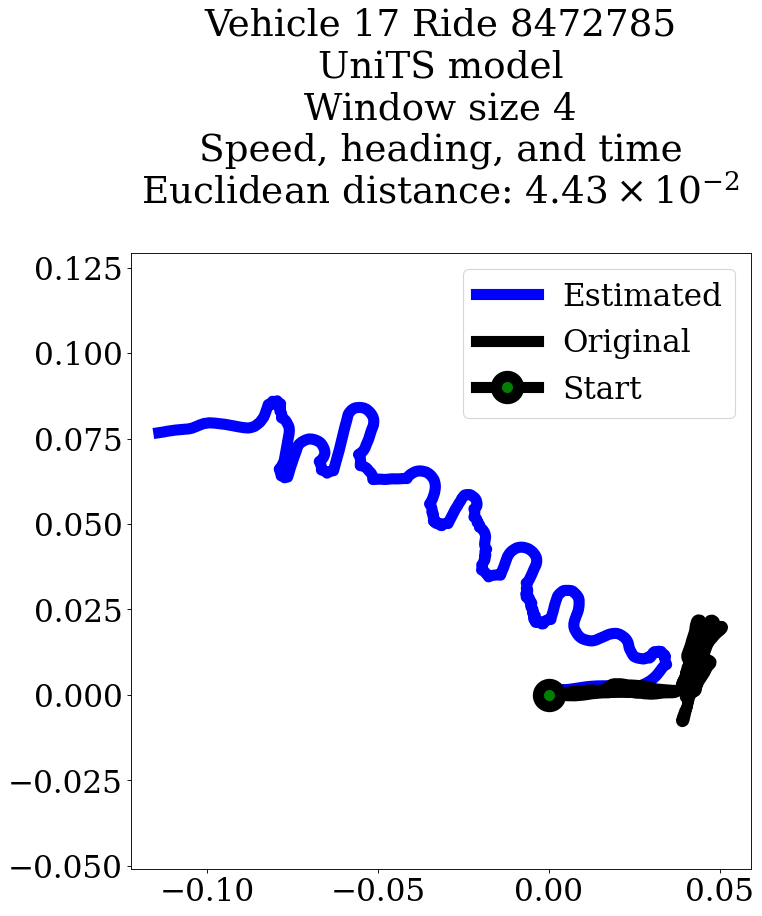 Vehicle 17 Ride 8472785
UniTS model
Window size 4
Speed, heading, and time
Euclidean distance: 4.43 × 10⁻²
Estimated
Original
Start
0.125
0.100
0.075
0.050
0.025
0.000
−0.025
−0.050
−0.10 −0.05 0.00 0.05